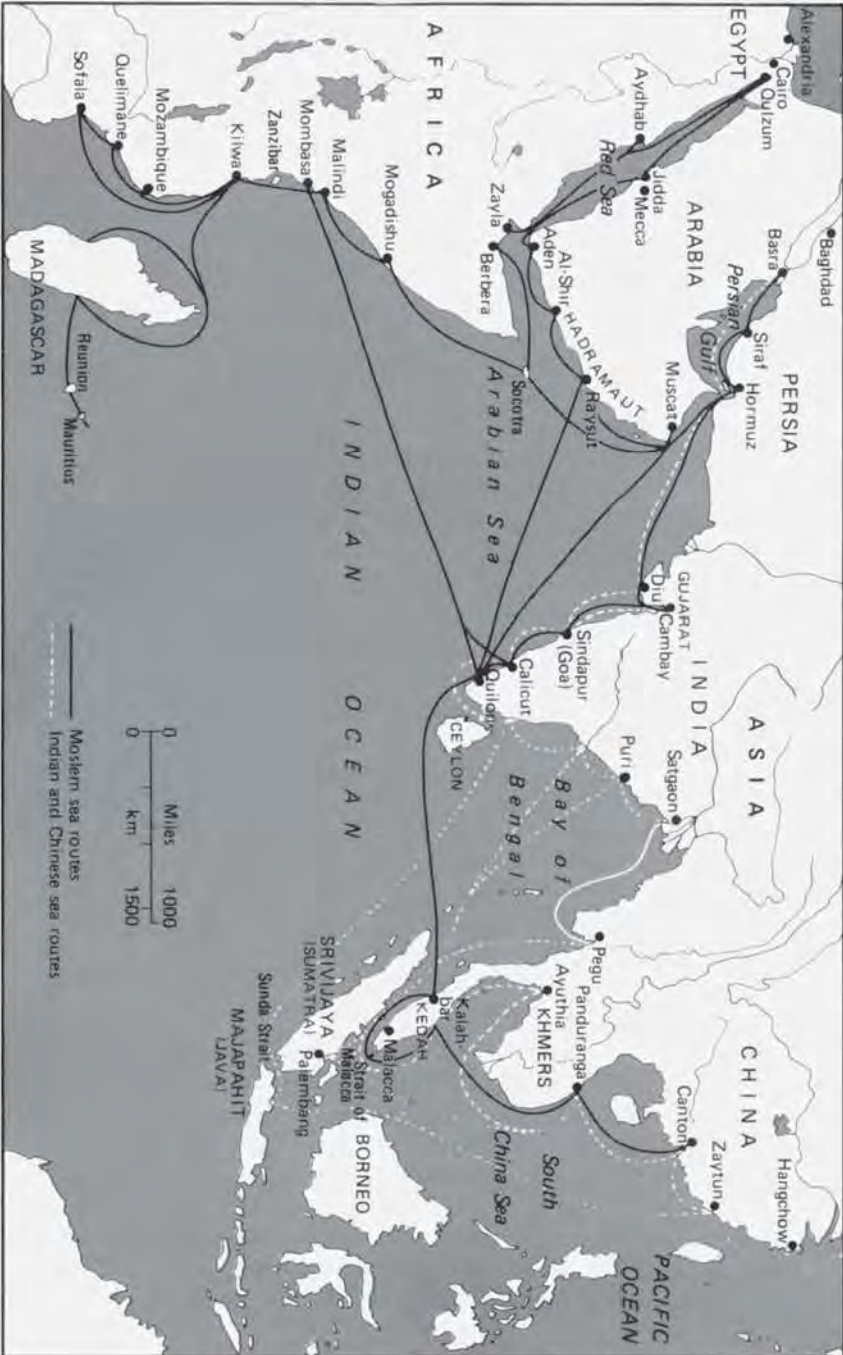 Alexandria
Cairo
Qulzum
EGYPT
Aydhab
Red Sea
Jidda
Mecca
ARABIA
Baghdad
Basra
Persian
Gulf
Siraf
Hormuz
PERSIA
AFRICA
Zayla
Berbera
Aden
Al-Shir
HADRAMAUT
Raysut
Muscat
Socotra
Arabian Sea
Mogadishu
Malindi
Mombasa
Zanzibar
Kilwa
Mozambique
Quelimane
Sofala
MADAGASCAR
Reunion
Mauritius
INDIAN OCEAN
ASIA
INDIA
GUJARAT
Diu
Cambay
Sindapur
(Goa)
Calicut
Quilon
CEYLON
Puri
Satgaon
Bay of
Bengal
Pegu
Ayuthia
KHMERS
Panduranga
Kalah
bar
KEDAH
Malacca
Strait of
Malacca
SRIVIJAYA
(SUMATRA)
Palembang
Sunda Strait
MAJAPAHIT
(JAVA)
BORNEO
South
China Sea
CHINA
Canton
Zaytun
Hangchow
PACIFIC
OCEAN
0 Miles 1000
0 km 1500
Moslem sea routes
Indian and Chinese sea routes